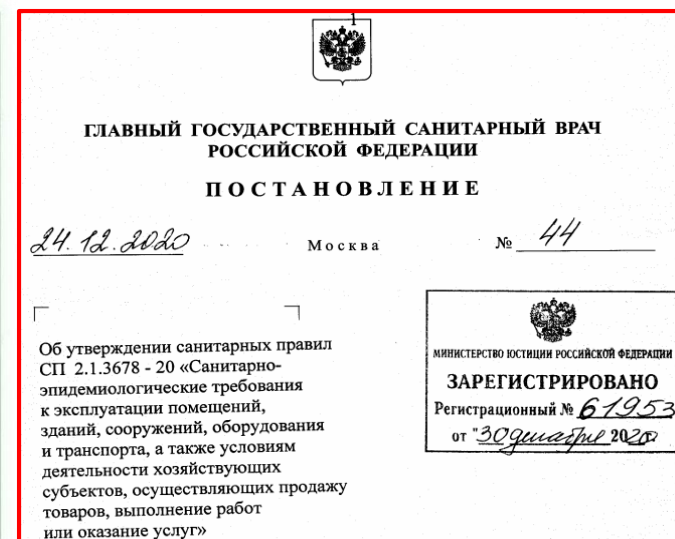 1
ГЛАВНЫЙ ГОСУДАРСТВЕННЫЙ САНИТАРНЫЙ ВРАЧ
РОССИЙСКОЙ ФЕДЕРАЦИИ
ПОСТАНОВЛЕНИЕ
24.12.2020 Москва № 44
МИНИСТЕРСТВО ЮСТИЦИИ РОССИЙСКОЙ ФЕДЕРАЦИИ
ЗАРЕГИСТРИРОВАНО
Регистрационный № 61953
от "30 декабря 2020 г.
Об утверждении санитарных правил
СП 2.1.3678 - 20 «Санитарно-
эпидемиологические требования
к эксплуатации помещений,
зданий, сооружений, оборудования
и транспорта, а также условиям
деятельности хозяйствующих
субъектов, осуществляющих продажу
товаров, выполнение работ
или оказание услуг»